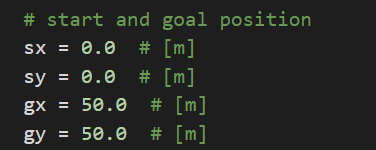 # start and goal position
sx = 0.0  # [m]
sy = 0.0  # [m]
gx = 50.0  # [m]
gy = 50.0  # [m]